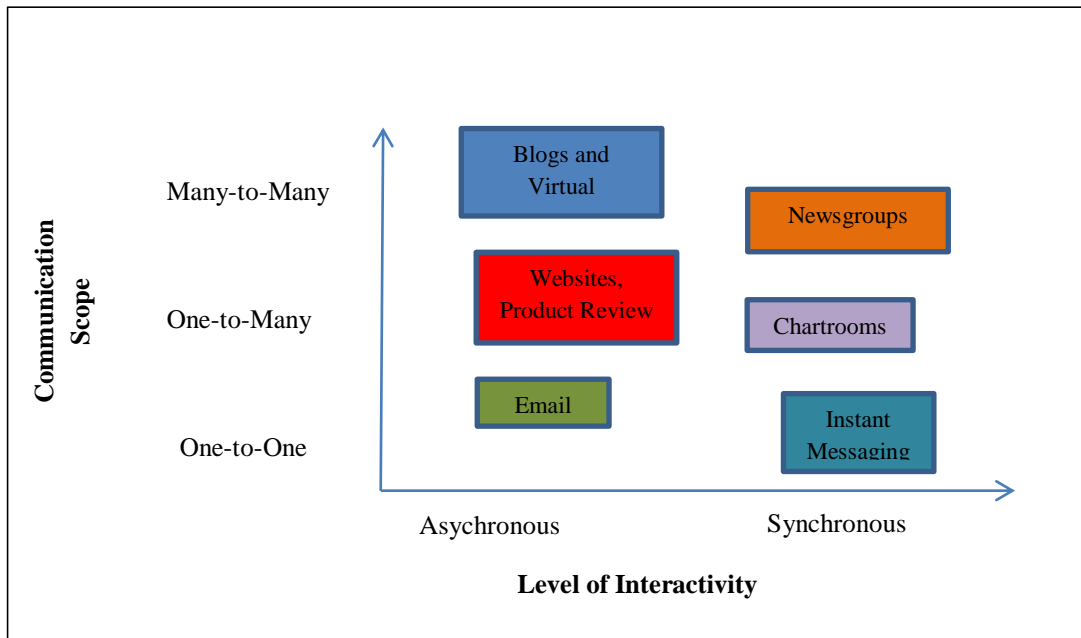 Communication
Scope
Many-to-Many
One-to-Many
One-to-One
Blogs and
Virtual
Newsgroups
Websites,
Product Review
Chartrooms
Email
Instant
Messaging
Asychronous
Synchronous
Level of Interactivity